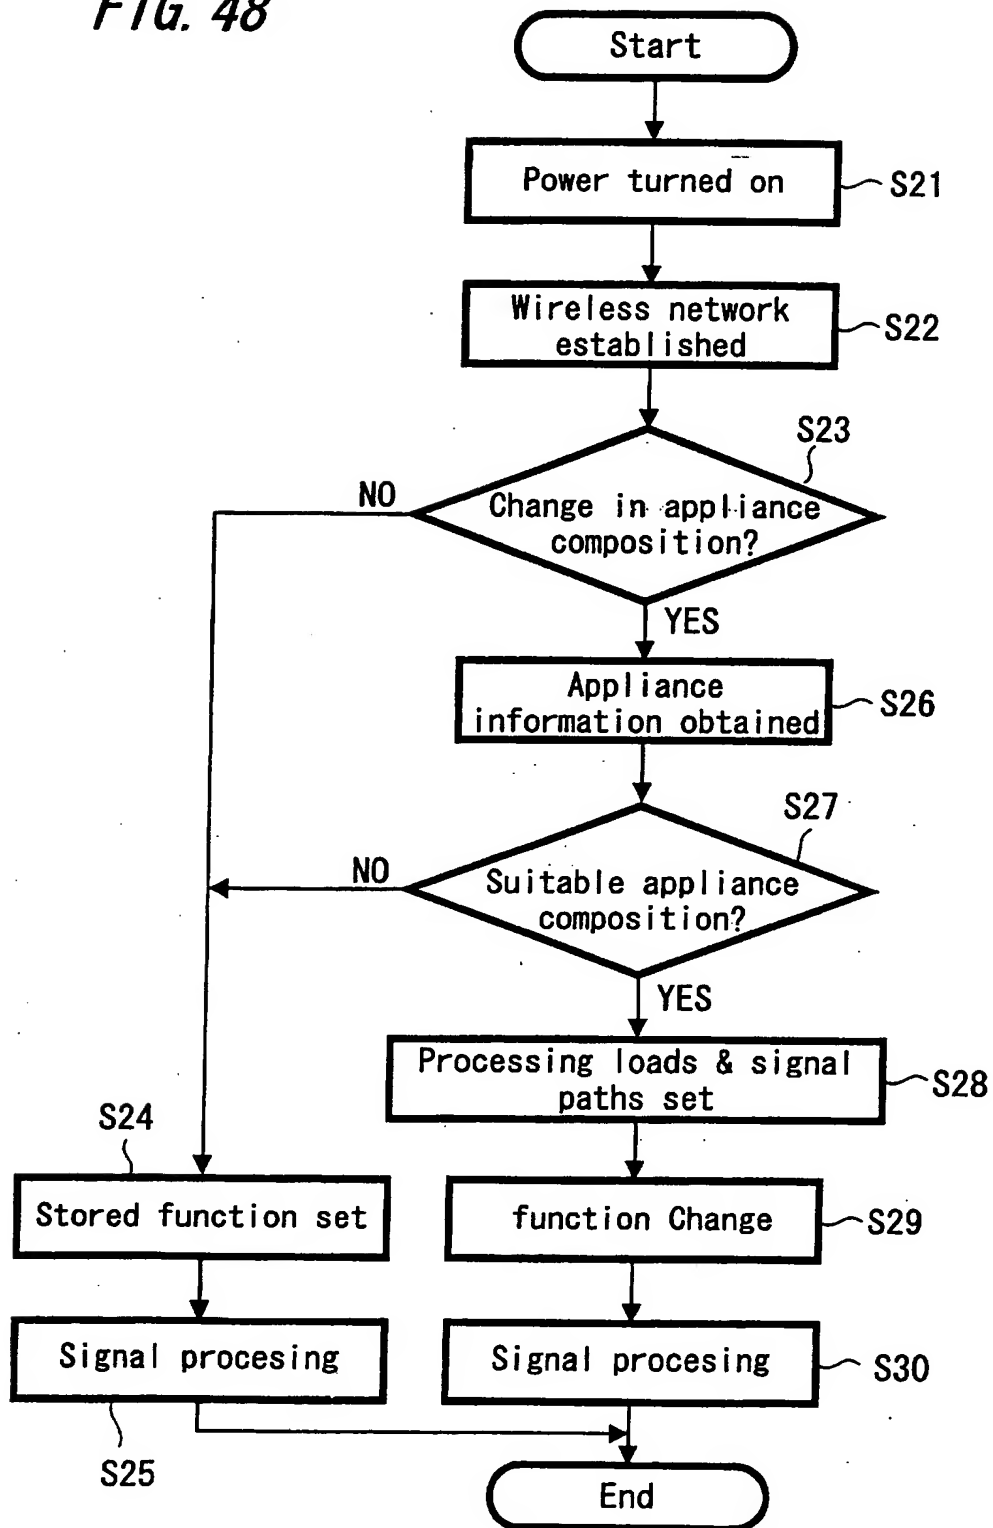 FIG. 48
Start
Power turned on
S21
Wireless network
established
S22
S23
NO
Change in appliance
composition?
YES
Appliance
information obtained
S26
S27
NO
Suitable appliance
composition?
YES
Processing loads & signal
paths set
S28
S24
Stored function set
function Change
S29
Signal procesing
Signal procesing
S30
S25
End